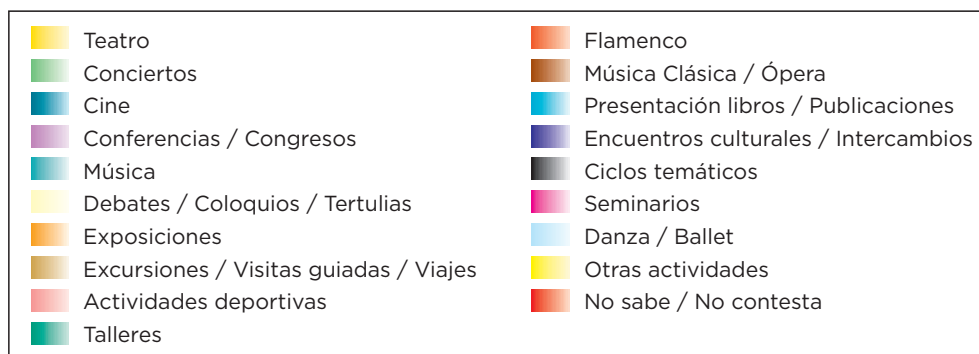 Teatro
Conciertos
Cine
Conferencias / Congresos
Música
Debates / Coloquios / Tertulias
Exposiciones
Excursiones / Visitas guiadas / Viajes
Actividades deportivas
Talleres
Flamenco
Música Clásica / Ópera
Presentación libros / Publicaciones
Encuentros culturales / Intercambios
Ciclos temáticos
Seminarios
Danza / Ballet
Otras actividades
No sabe / No contesta